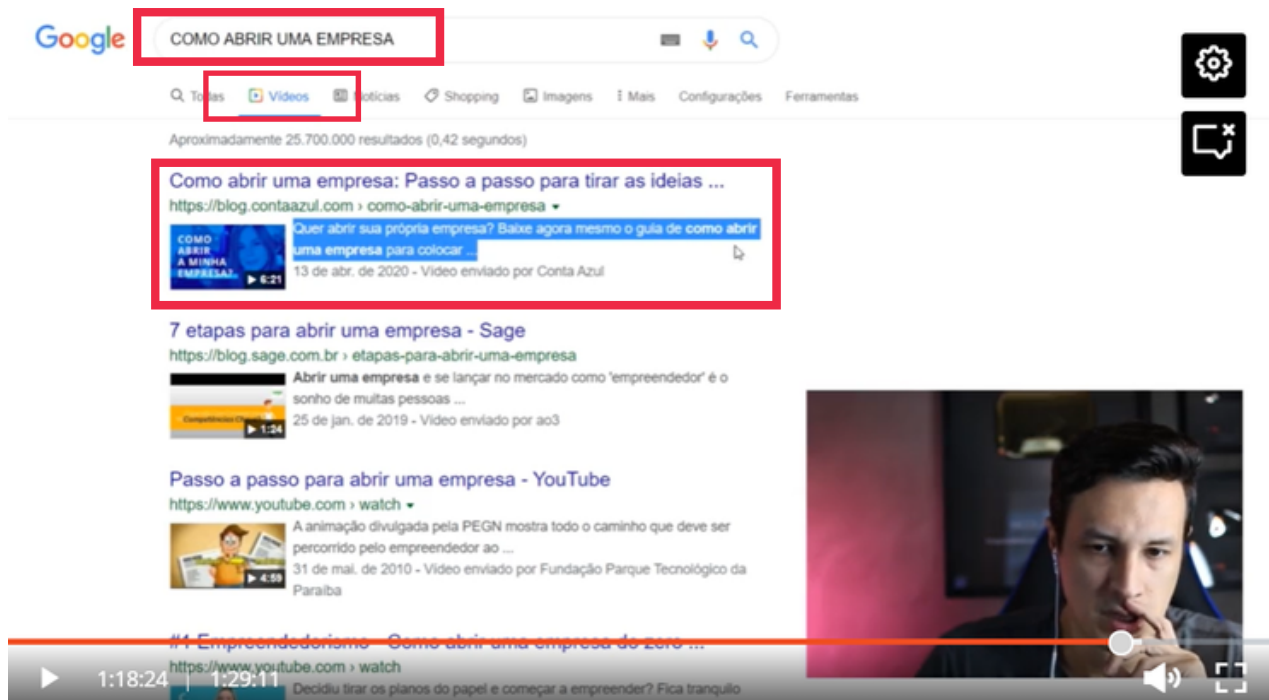 Google
COMO ABRIR UMA EMPRESA
Todas Vídeos Notícias Shopping Imagens Mais Configurações Ferramentas
Aproximadamente 25.700.000 resultados (0,42 segundos)
Como abrir uma empresa: Passo a passo para tirar as ideias ...
https://blog.contaazul.com › como-abrir-uma-empresa
COMO
ABRIR
A MINHA
EMPRESA?
6:21
Quer abrir sua própria empresa? Baixe agora mesmo o guia de como abrir
uma empresa para colocar ...
13 de abr. de 2020 - Vídeo enviado por Conta Azul
7 etapas para abrir uma empresa - Sage
https://blog.sage.com.br › etapas-para-abrir-uma-empresa
1:24
Abrir uma empresa e se lançar no mercado como 'empreendedor' é o
sonho de muitas pessoas ...
25 de jan. de 2019 - Vídeo enviado por ao3
Passo a passo para abrir uma empresa - YouTube
https://www.youtube.com › watch
4:59
A animação divulgada pela PEGN mostra todo o caminho que deve ser
percorrido pelo empreendedor ao ...
31 de mai. de 2010 - Vídeo enviado por Fundação Parque Tecnológico da
Paraíba
#1 Empreendedorismo - Como abrir uma empresa do zero ...
https://www.youtube.com › watch
1:18:24 | 1:29:11
Decidiu tirar os planos do papel e começar a empreender? Fica tranquilo